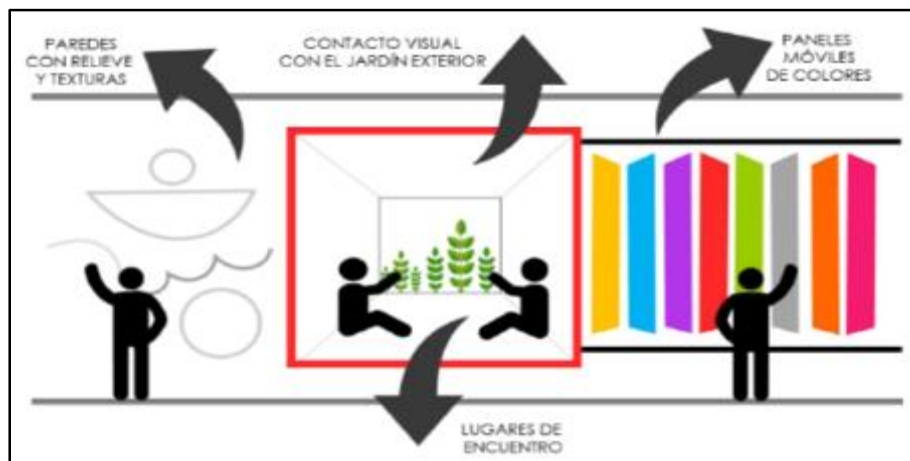 PAREDES
CON RELIEVE
Y TEXTURAS
CONTACTO VISUAL
CON EL JARDÍN EXTERIOR
PANELES
MÓVILES
DE COLORES
LUGARES DE
ENCUENTRO